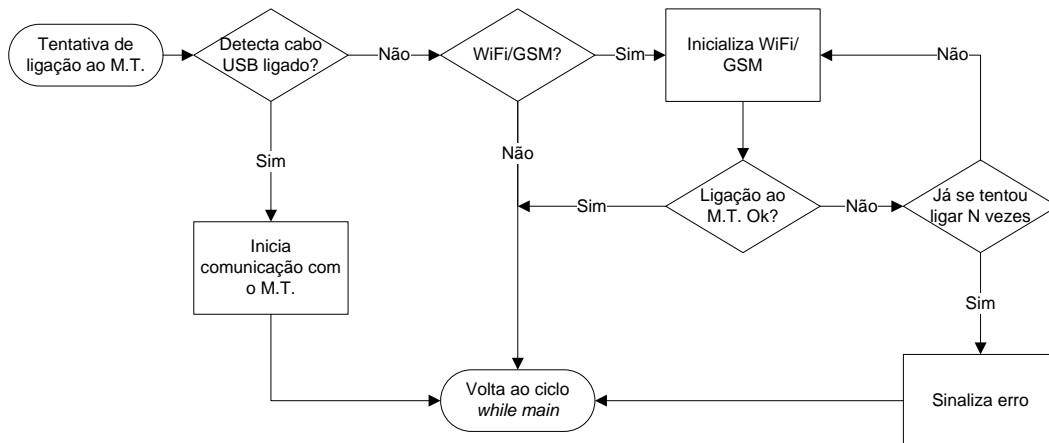 Tentativa de
ligação ao M.T.
Detecta cabo
USB ligado?
Não
WiFi/GSM?
Sim
Inicializa WiFi/
GSM
Não
Sim
Não
Sim
Ligação ao
M.T. Ok?
Não
Já se tentou
ligar N vezes
Inicia
comunicação com
o M.T.
Sim
Volta ao ciclo
while main
Sinaliza erro